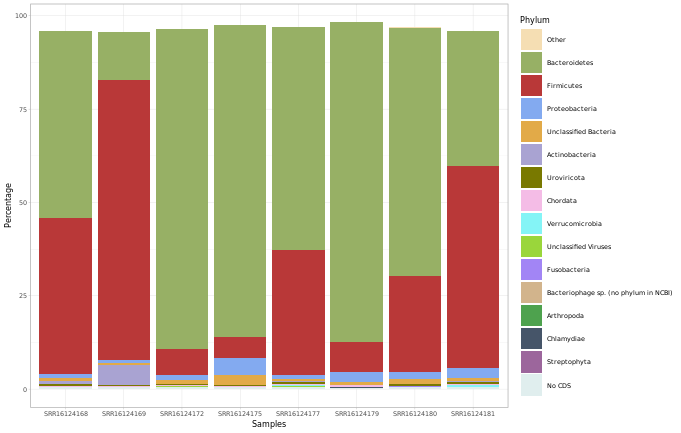 100
75
50
25
0
Percentage
SRR16124168 SRR16124169 SRR16124172 SRR16124175 SRR16124177 SRR16124179 SRR16124180 SRR16124181
Samples
Phylum
Other
Bacteroidetes
Firmicutes
Proteobacteria
Unclassified Bacteria
Actinobacteria
Uroviricota
Chordata
Verrucomicrobia
Unclassified Viruses
Fusobacteria
Bacteriophage sp. (no phylum in NCBI)
Arthropoda
Chlamydiae
Streptophyta
No CDS